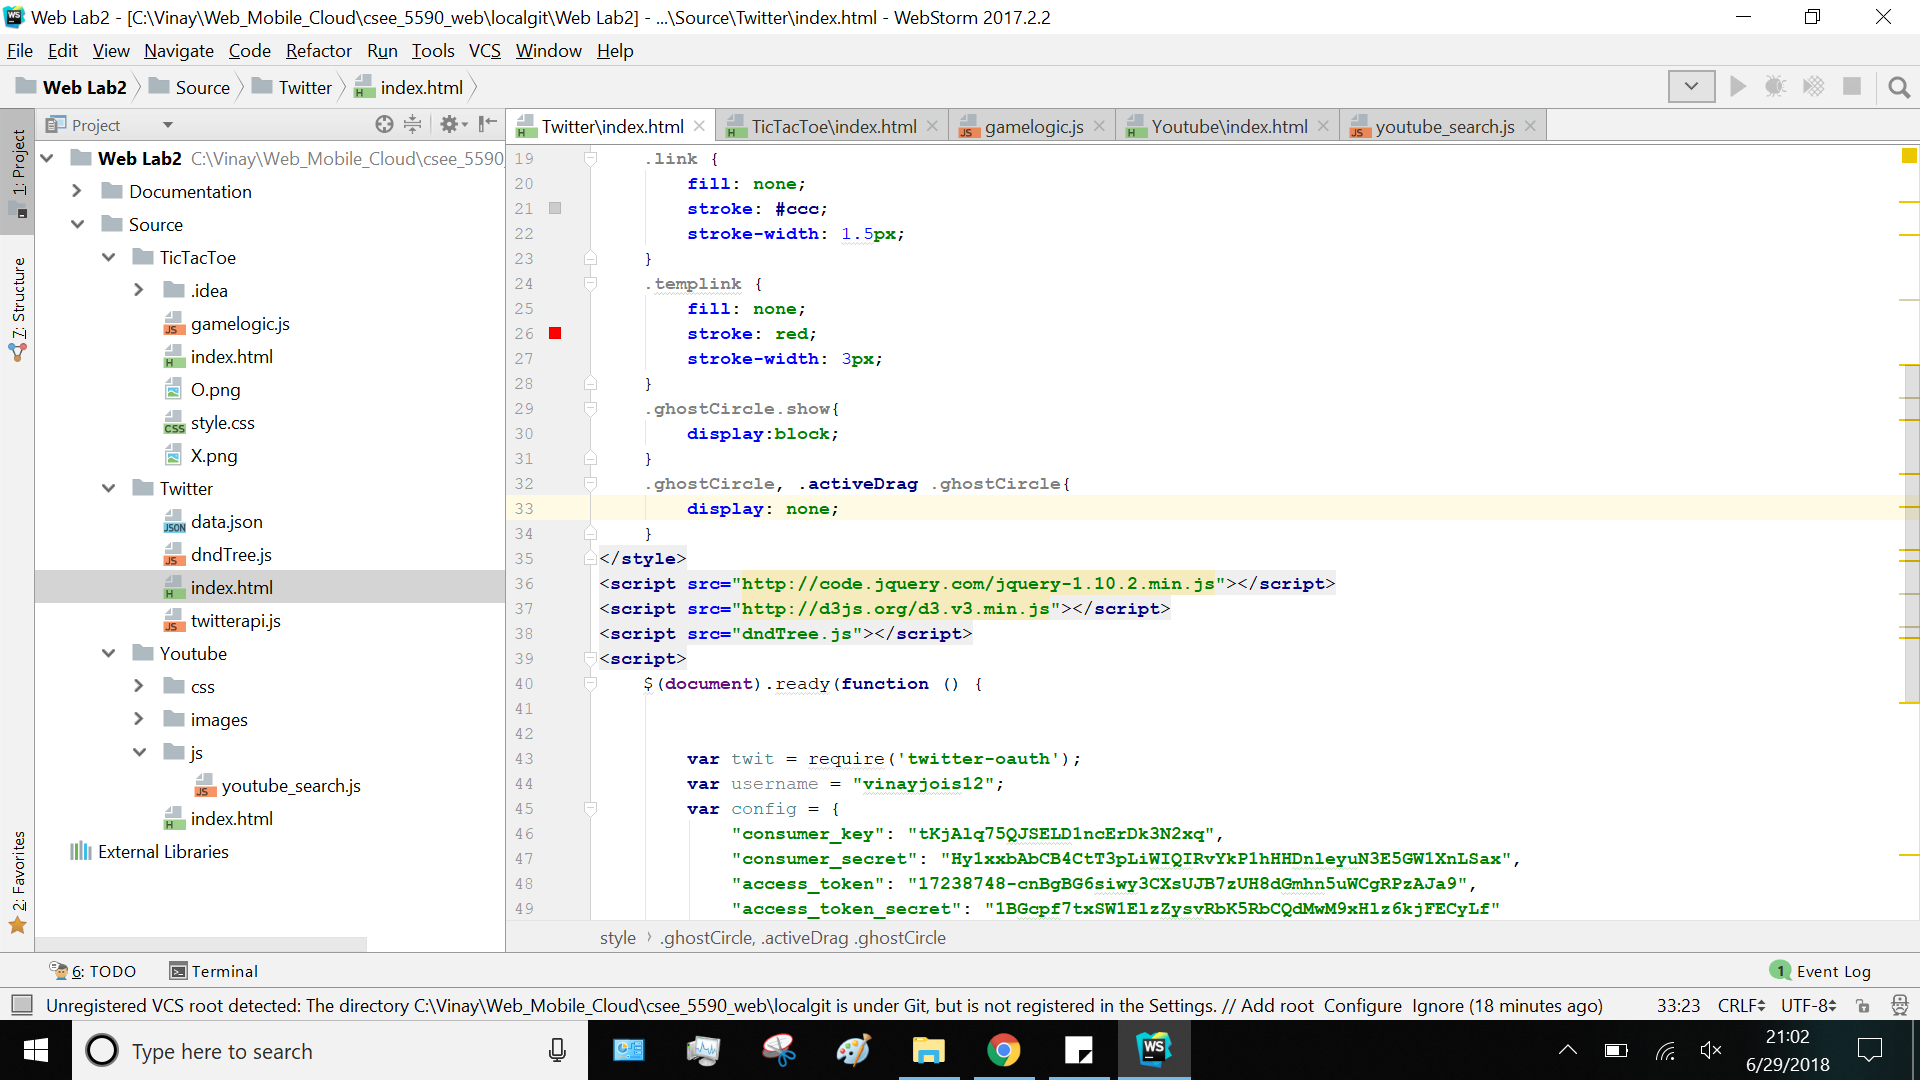 Web Lab2 - [C:\Vinay\Web_Mobile_Cloud\csee_5590_web\localgit\Web Lab2] - ...\Source\Twitter\index.html - WebStorm 2017.2.2
File Edit View Navigate Code Refactor Run Tools VCS Window Help
Web Lab2 Source Twitter index.html
Project
Twitter\index.html TicTacToe\index.html gamelogic.js Youtube\index.html youtube_search.js
1: Project
7: Structure
2: Favorites
Web Lab2 C:\Vinay\Web_Mobile_Cloud\csee_5590
Documentation
Source
TicTacToe
.idea
gamelogic.js
index.html
O.png
style.css
X.png
Twitter
data.json
dndTree.js
index.html
twitterapi.js
Youtube
css
images
js
youtube_search.js
index.html
External Libraries
19 .link {
20 fill: none;
21 stroke: #ccc;
22 stroke-width: 1.5px;
23 }
24 .templink {
25 fill: none;
26 stroke: red;
27 stroke-width: 3px;
28 }
29 .ghostCircle.show{
30 display:block;
31 }
32 .ghostCircle, .activeDrag .ghostCircle{
33 display: none;
34 }
35 </style>
36 <script src="http://code.jquery.com/jquery-1.10.2.min.js"></script>
37 <script src="http://d3js.org/d3.v3.min.js"></script>
38 <script src="dndTree.js"></script>
39 <script>
40 $(document).ready(function () {
41
42
43 var twit = require('twitter-oauth');
44 var username = "vinayjois12";
45 var config = {
46 "consumer_key": "tKjAlq75QJSELD1ncErDk3N2xq",
47 "consumer_secret": "Hy1xxbAbCB4CtT3pLiWIQIRvYkP1hHHDnleyuN3E5GW1XnLSax",
48 "access_token": "17238748-cnBgBG6siwy3CXsUJB7zUH8dGmhn5uWCgRPzAJa9",
49 "access_token_secret": "1BGcpf7txSW1ElzZysvRbK5RbCQdMwM9xHlz6kjFECyLf"
style › .ghostCircle, .activeDrag .ghostCircle
6: TODO Terminal 1 Event Log
Unregistered VCS root detected: The directory C:\Vinay\Web_Mobile_Cloud\csee_5590_web\localgit is under Git, but is not registered in the Settings. // Add root Configure Ignore (18 minutes ago) 33:23 CRLF UTF-8
Type here to search
21:02
6/29/2018